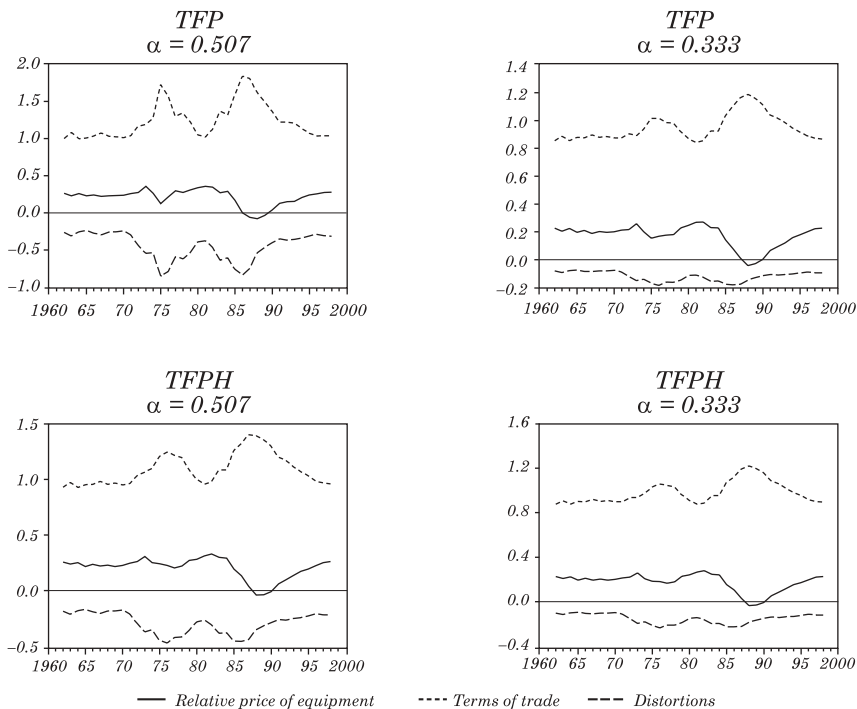 TFP
α = 0.507
2.0
1.5
1.0
0.5
0.0
−0.5
−1.0
1960 65 70 75 80 85 90 95 2000
TFP
α = 0.333
1.4
1.2
1.0
0.8
0.6
0.4
0.2
0.0
−0.2
1960 65 70 75 80 85 90 95 2000
TFPH
α = 0.507
1.5
1.0
0.5
0.0
−0.5
1960 65 70 75 80 85 90 95 2000
TFPH
α = 0.333
1.6
1.2
0.8
0.4
0.0
−0.4
1960 65 70 75 80 85 90 95 2000
Relative price of equipment Terms of trade Distortions